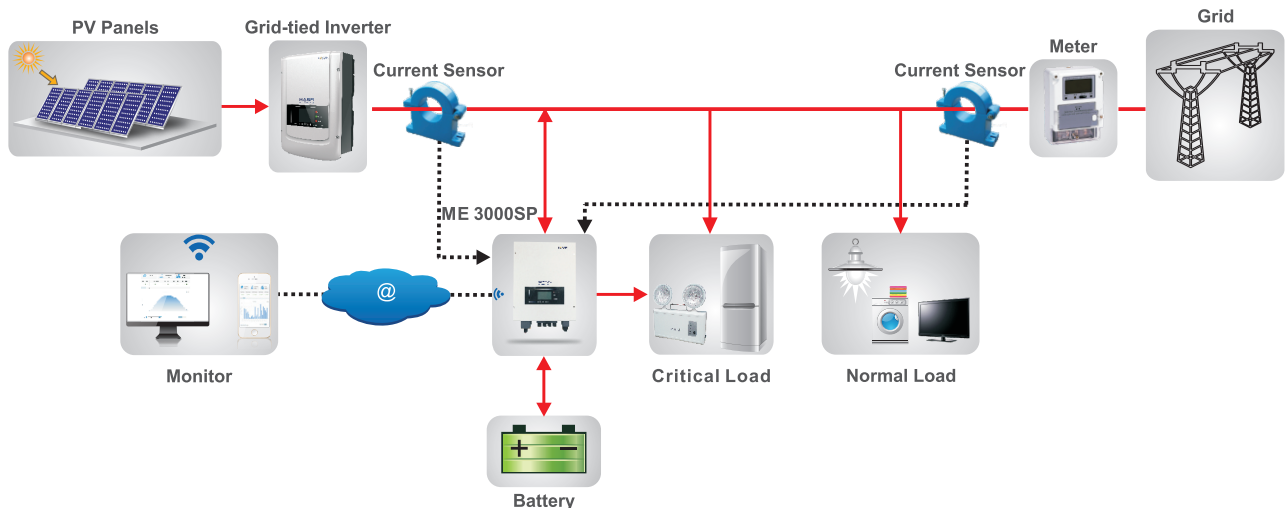 PV Panels
Grid-tied Inverter
Grid
Current Sensor
Current Sensor
Meter
ME 3000SP
@
Monitor
Critical Load
Normal Load
+ −
Battery